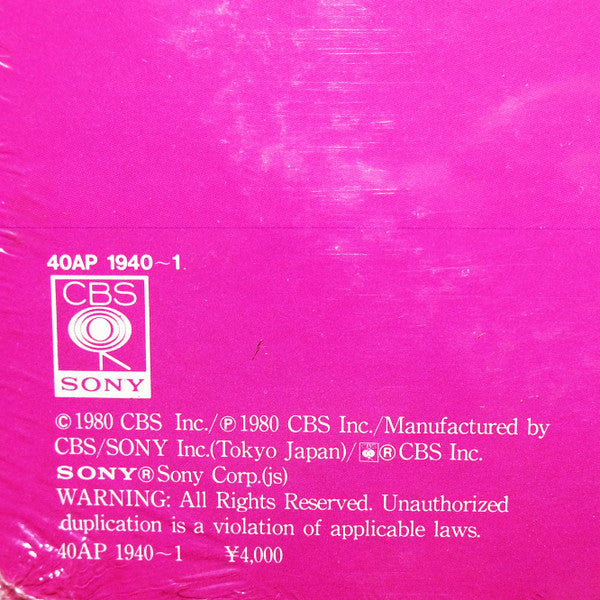 40AP 1940~1
CBS
SONY
©1980 CBS Inc./Ⓟ1980 CBS Inc./Manufactured by
CBS/SONY Inc.(Tokyo Japan)/®CBS Inc.
SONY®Sony Corp.(js)
WARNING: All Rights Reserved. Unauthorized
duplication is a violation of applicable laws.
40AP 1940~1 ¥4,000